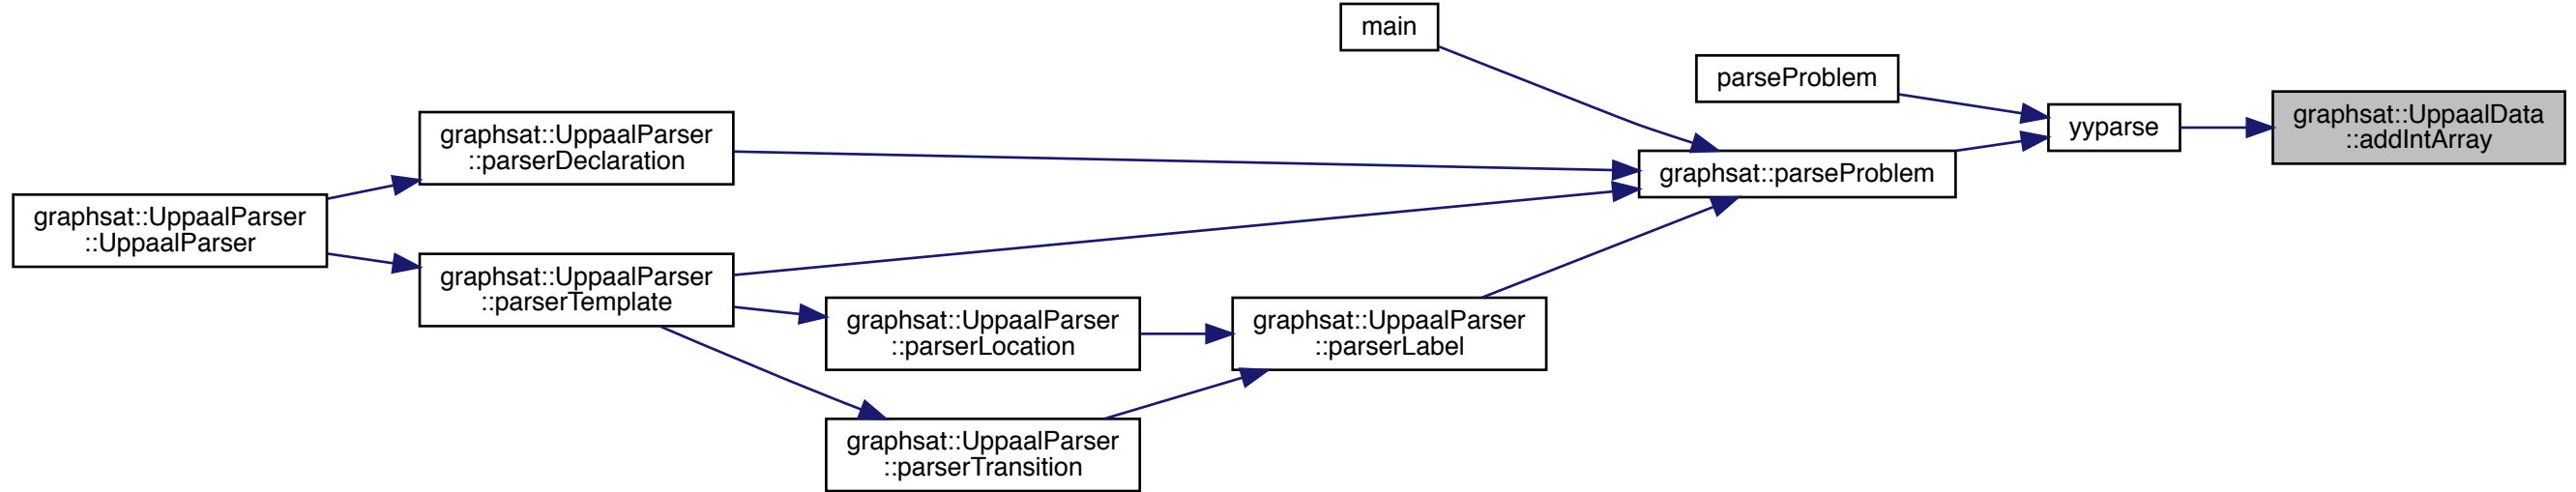 main
parseProblem
graphsat::UppaalData
::addIntArray
yyparse
graphsat::UppaalParser
::parserDeclaration
graphsat::parseProblem
graphsat::UppaalParser
::UppaalParser
graphsat::UppaalParser
::parserTemplate
graphsat::UppaalParser
::parserLocation
graphsat::UppaalParser
::parserLabel
graphsat::UppaalParser
::parserTransition